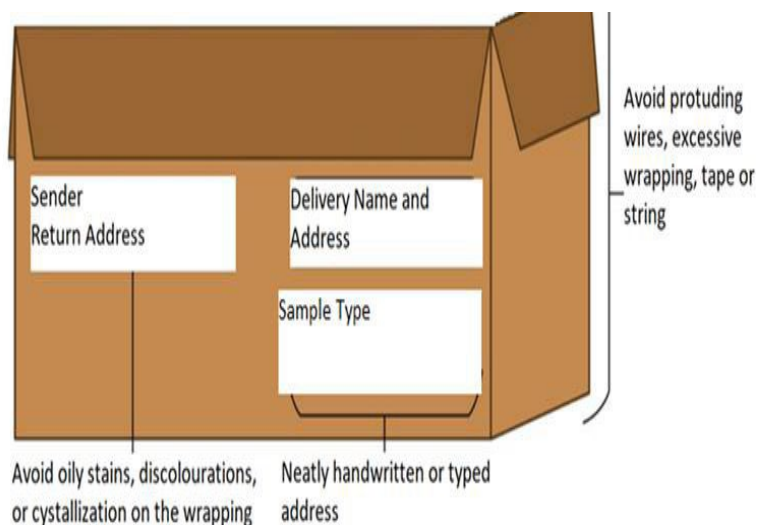 Sender
Return Address
Delivery Name and
Address
Sample Type
Avoid protuding
wires, excessive
wrapping, tape or
string
Avoid oily stains, discolourations,
or cystallization on the wrapping
Neatly handwritten or typed
address